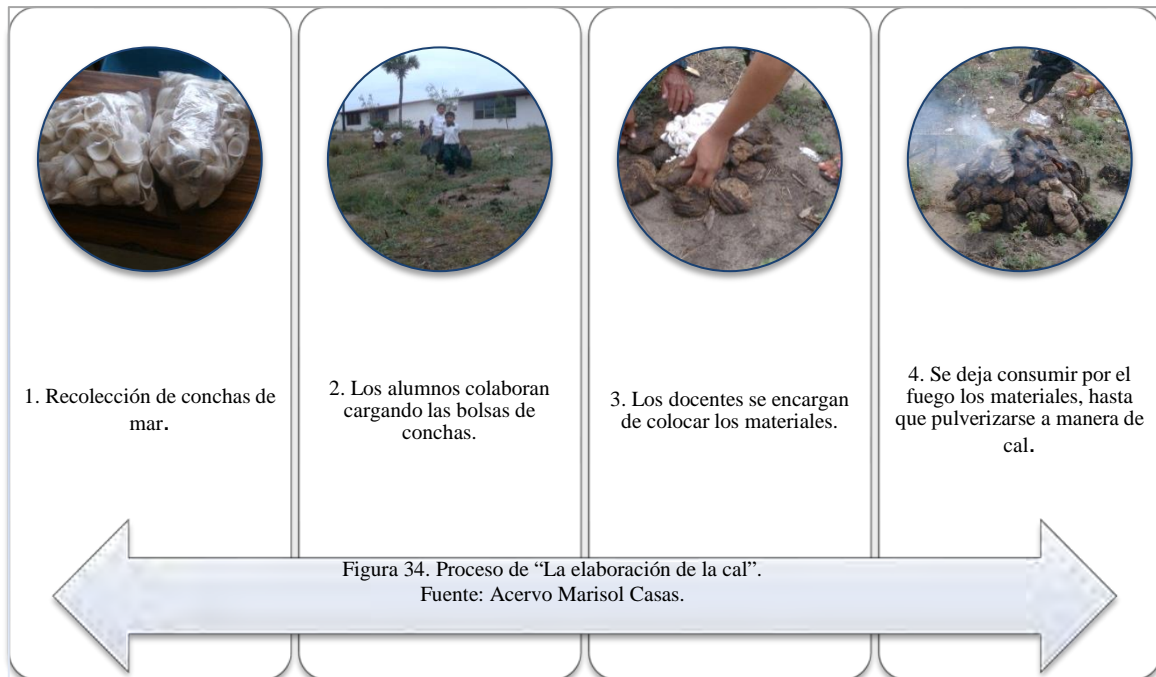 1. Recolección de conchas de
mar.
2. Los alumnos colaboran
cargando las bolsas de
conchas.
3. Los docentes se encargan
de colocar los materiales.
4. Se deja consumir por el
fuego los materiales, hasta
que pulverizarse a manera de
cal.
Figura 34. Proceso de “La elaboración de la cal”.
Fuente: Acervo Marisol Casas.